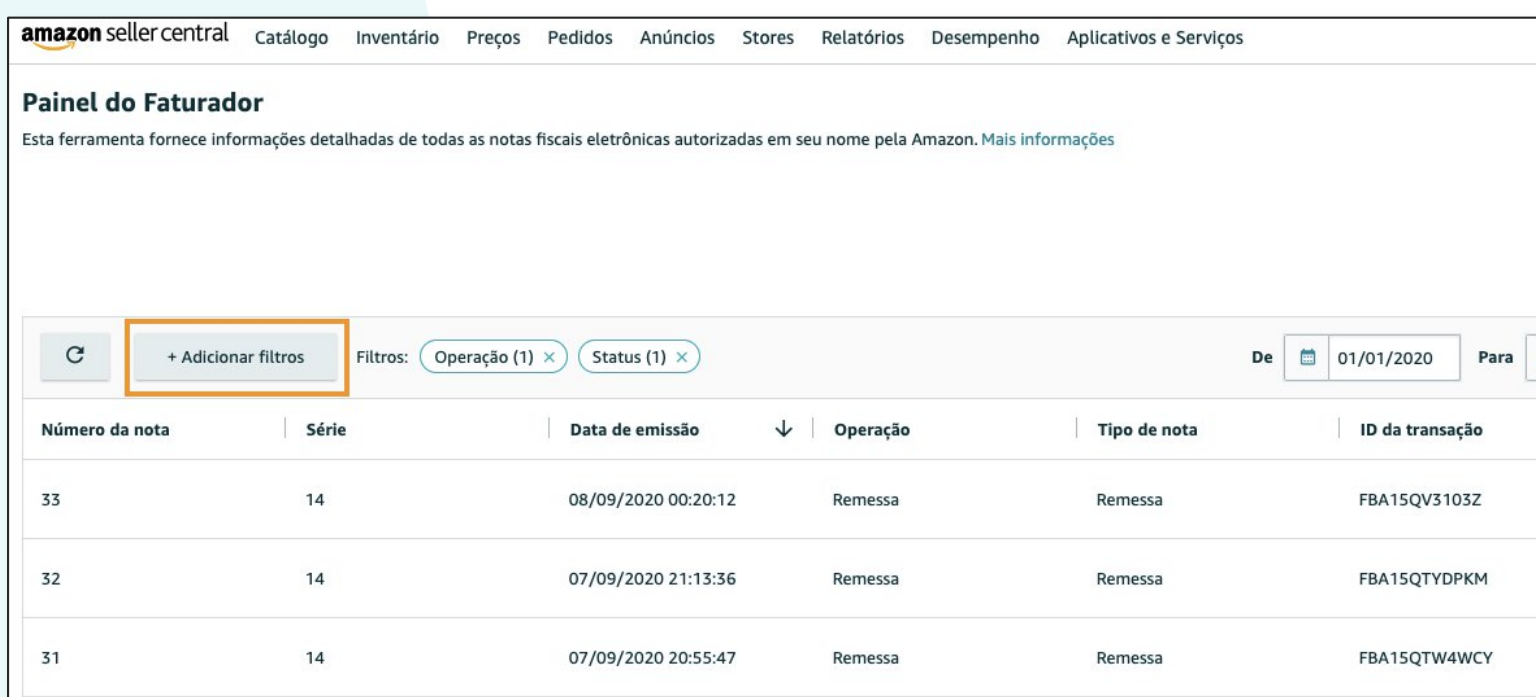 amazon seller central Catálogo Inventário Preços Pedidos Anúncios Stores Relatórios Desempenho Aplicativos e Serviços
Painel do Faturador
Esta ferramenta fornece informações detalhadas de todas as notas fiscais eletrônicas autorizadas em seu nome pela Amazon. Mais informações
+ Adicionar filtros Filtros: Operação (1) × Status (1) × De 01/01/2020 Para
Número da nota Série Data de emissão ↓ Operação Tipo de nota ID da transação
33 14 08/09/2020 00:20:12 Remessa Remessa FBA15QV3103Z
32 14 07/09/2020 21:13:36 Remessa Remessa FBA15QTYDPKM
31 14 07/09/2020 20:55:47 Remessa Remessa FBA15QTW4WCY